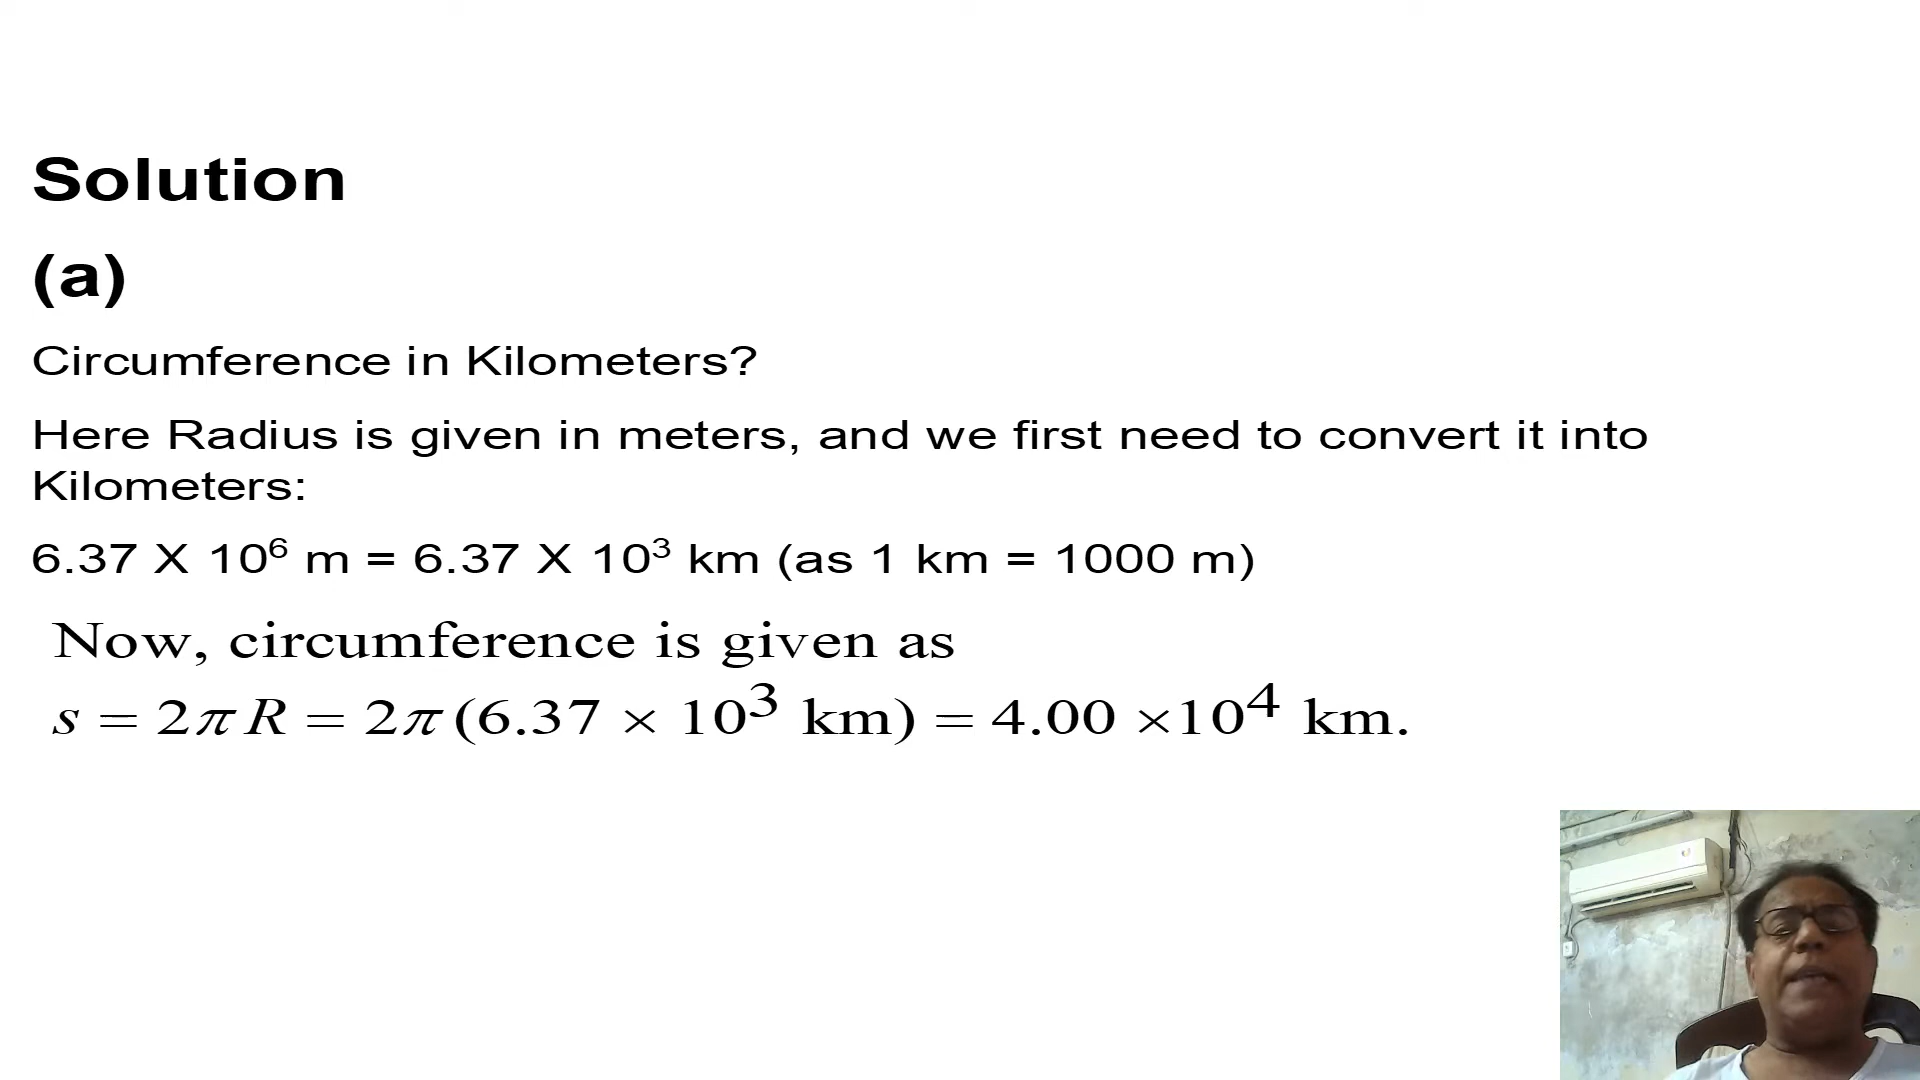 Solution
(a)
Circumference in Kilometers?
Here Radius is given in meters, and we first need to convert it into
Kilometers:
6.37 X 10⁶ m = 6.37 X 10³ km (as 1 km = 1000 m)
Now, circumference is given as
s = 2π R = 2π (6.37 × 10³ km) = 4.00 ×10⁴ km.